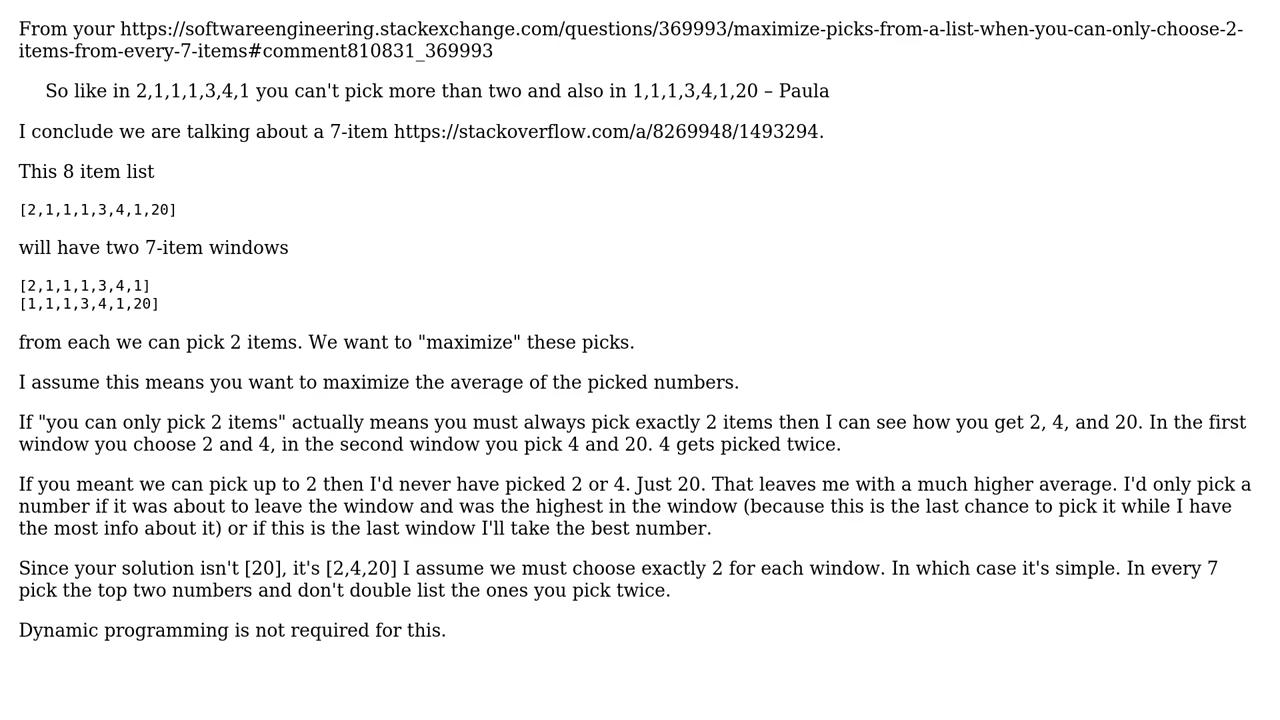 From your https://softwareengineering.stackexchange.com/questions/369993/maximize-picks-from-a-list-when-you-can-only-choose-2-
items-from-every-7-items#comment810831_369993
So like in 2,1,1,1,3,4,1 you can't pick more than two and also in 1,1,1,3,4,1,20 – Paula
I conclude we are talking about a 7-item https://stackoverflow.com/a/8269948/1493294.
This 8 item list
[2,1,1,1,3,4,1,20]
will have two 7-item windows
[2,1,1,1,3,4,1]
[1,1,1,3,4,1,20]
from each we can pick 2 items. We want to "maximize" these picks.
I assume this means you want to maximize the average of the picked numbers.
If "you can only pick 2 items" actually means you must always pick exactly 2 items then I can see how you get 2, 4, and 20. In the first
window you choose 2 and 4, in the second window you pick 4 and 20. 4 gets picked twice.
If you meant we can pick up to 2 then I'd never have picked 2 or 4. Just 20. That leaves me with a much higher average. I'd only pick a
number if it was about to leave the window and was the highest in the window (because this is the last chance to pick it while I have
the most info about it) or if this is the last window I'll take the best number.
Since your solution isn't [20], it's [2,4,20] I assume we must choose exactly 2 for each window. In which case it's simple. In every 7
pick the top two numbers and don't double list the ones you pick twice.
Dynamic programming is not required for this.